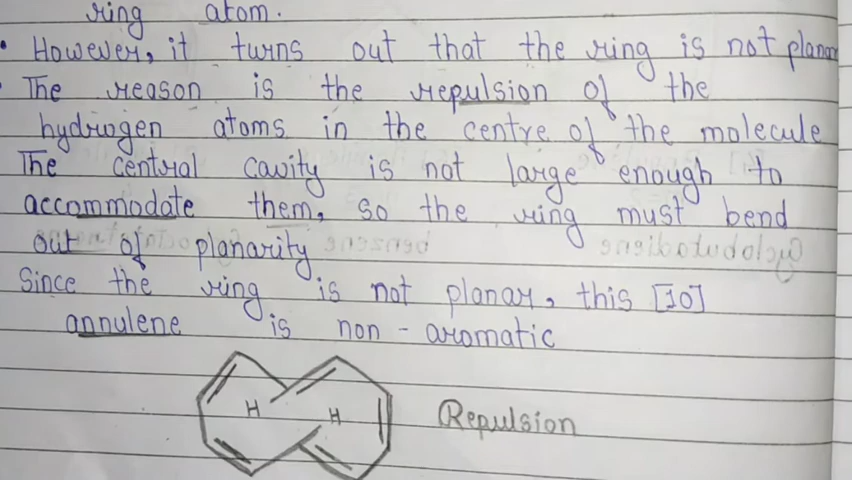 ring atom.
• However, it turns out that the ring is not planar
• The reason is the repulsion of the
hydrogen atoms in the centre of the molecule
The central cavity is not large enough to
accommodate them, so the ring must bend
out of planarity
Since the ring is not planar, this [10]
annulene is non-aromatic
H
H
Repulsion